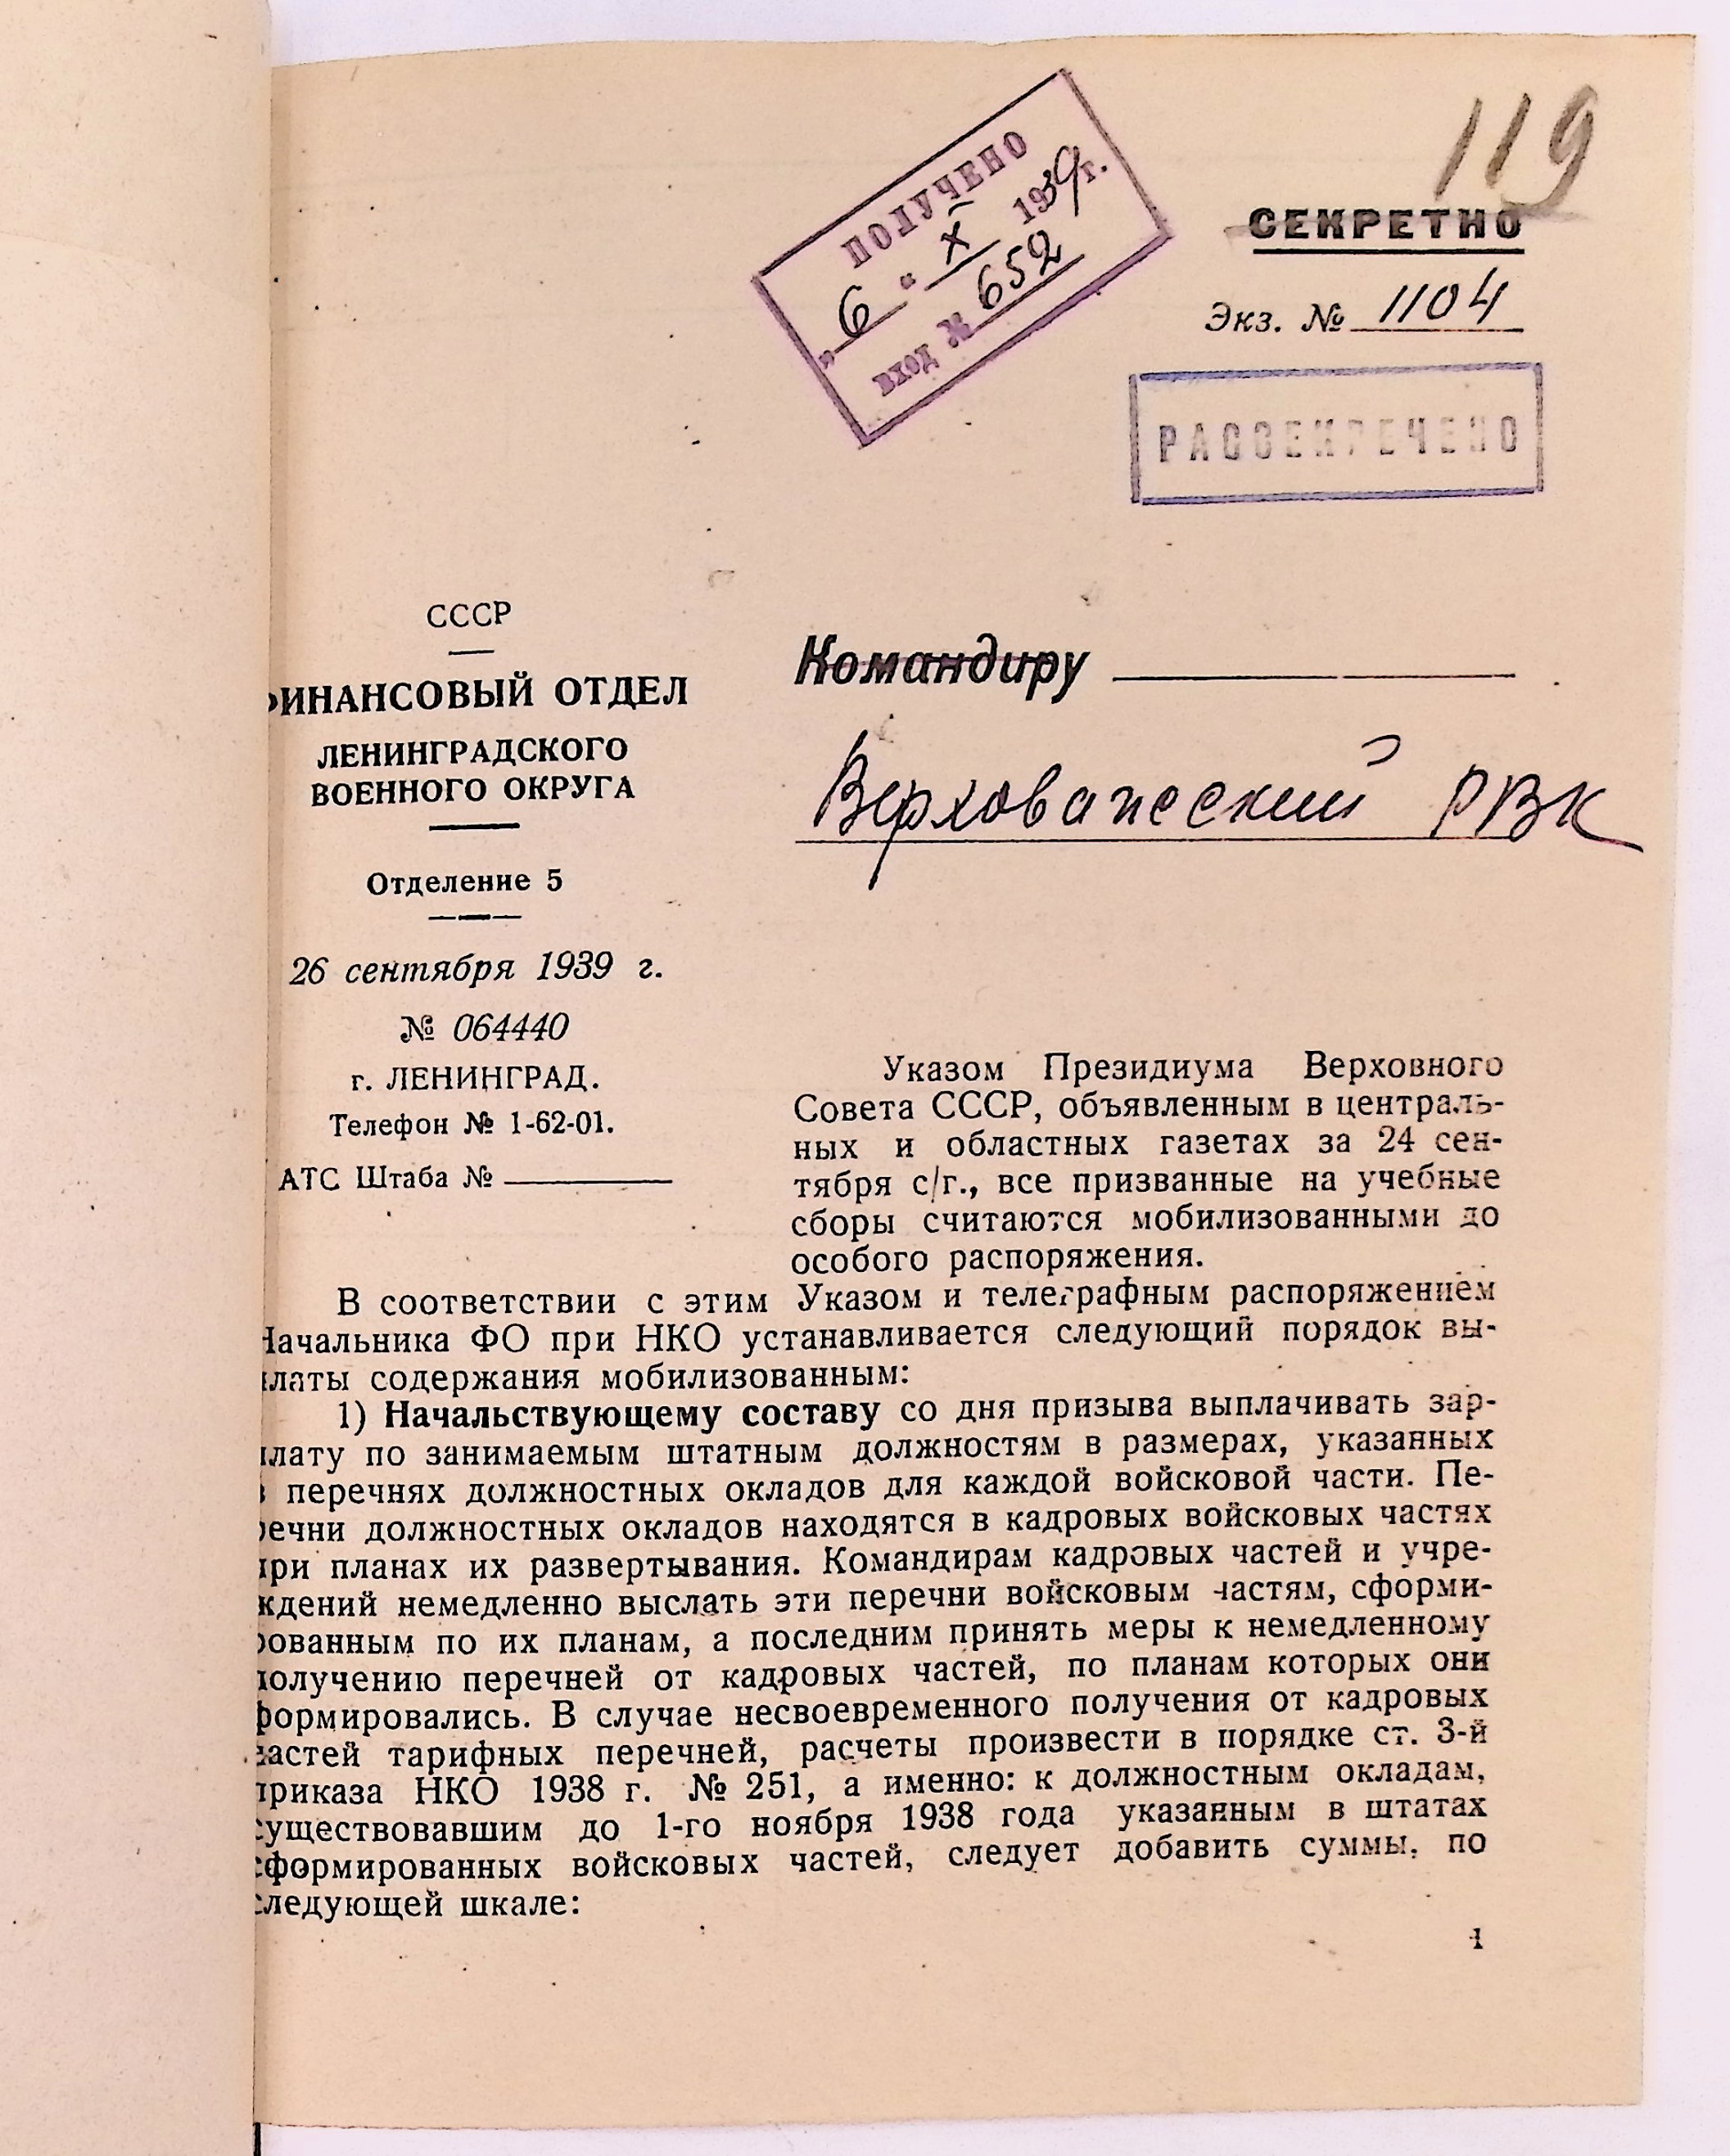 119
СЕКРЕТНО
Экз. № 1104
ПОЛУЧЕНО
„ 6 “ X 1939 г.
ВХОД № 652
РАССЕКРЕЧЕНО
СССР
ФИНАНСОВЫЙ ОТДЕЛ
ЛЕНИНГРАДСКОГО
ВОЕННОГО ОКРУГА
Отделение 5
26 сентября 1939 г.
№ 064440
г. ЛЕНИНГРАД.
Телефон № 1-62-01.
АТС Штаба №
Командиру
Верховажский РВК
Указом Президиума Верховного
Совета СССР, объявленным в централь-
ных и областных газетах за 24 сен-
тября с/г., все призванные на учебные
сборы считаются мобилизованными до
особого распоряжения.
В соответствии с этим Указом и телеграфным распоряжением
Начальника ФО при НКО устанавливается следующий порядок вы-
платы содержания мобилизованным:
1) Начальствующему составу со дня призыва выплачивать зар-
плату по занимаемым штатным должностям в размерах, указанных
в перечнях должностных окладов для каждой войсковой части. Пе-
речни должностных окладов находятся в кадровых войсковых частях
при планах их развертывания. Командирам кадровых частей и учре-
ждений немедленно выслать эти перечни войсковым частям, сформи-
рованным по их планам, а последним принять меры к немедленному
получению перечней от кадровых частей, по планам которых они
формировались. В случае несвоевременного получения от кадровых
частей тарифных перечней, расчеты произвести в порядке ст. 3-й
приказа НКО 1938 г. № 251, а именно: к должностным окладам,
существовавшим до 1-го ноября 1938 года указанным в штатах
сформированных войсковых частей, следует добавить суммы, по
следующей шкале:
1